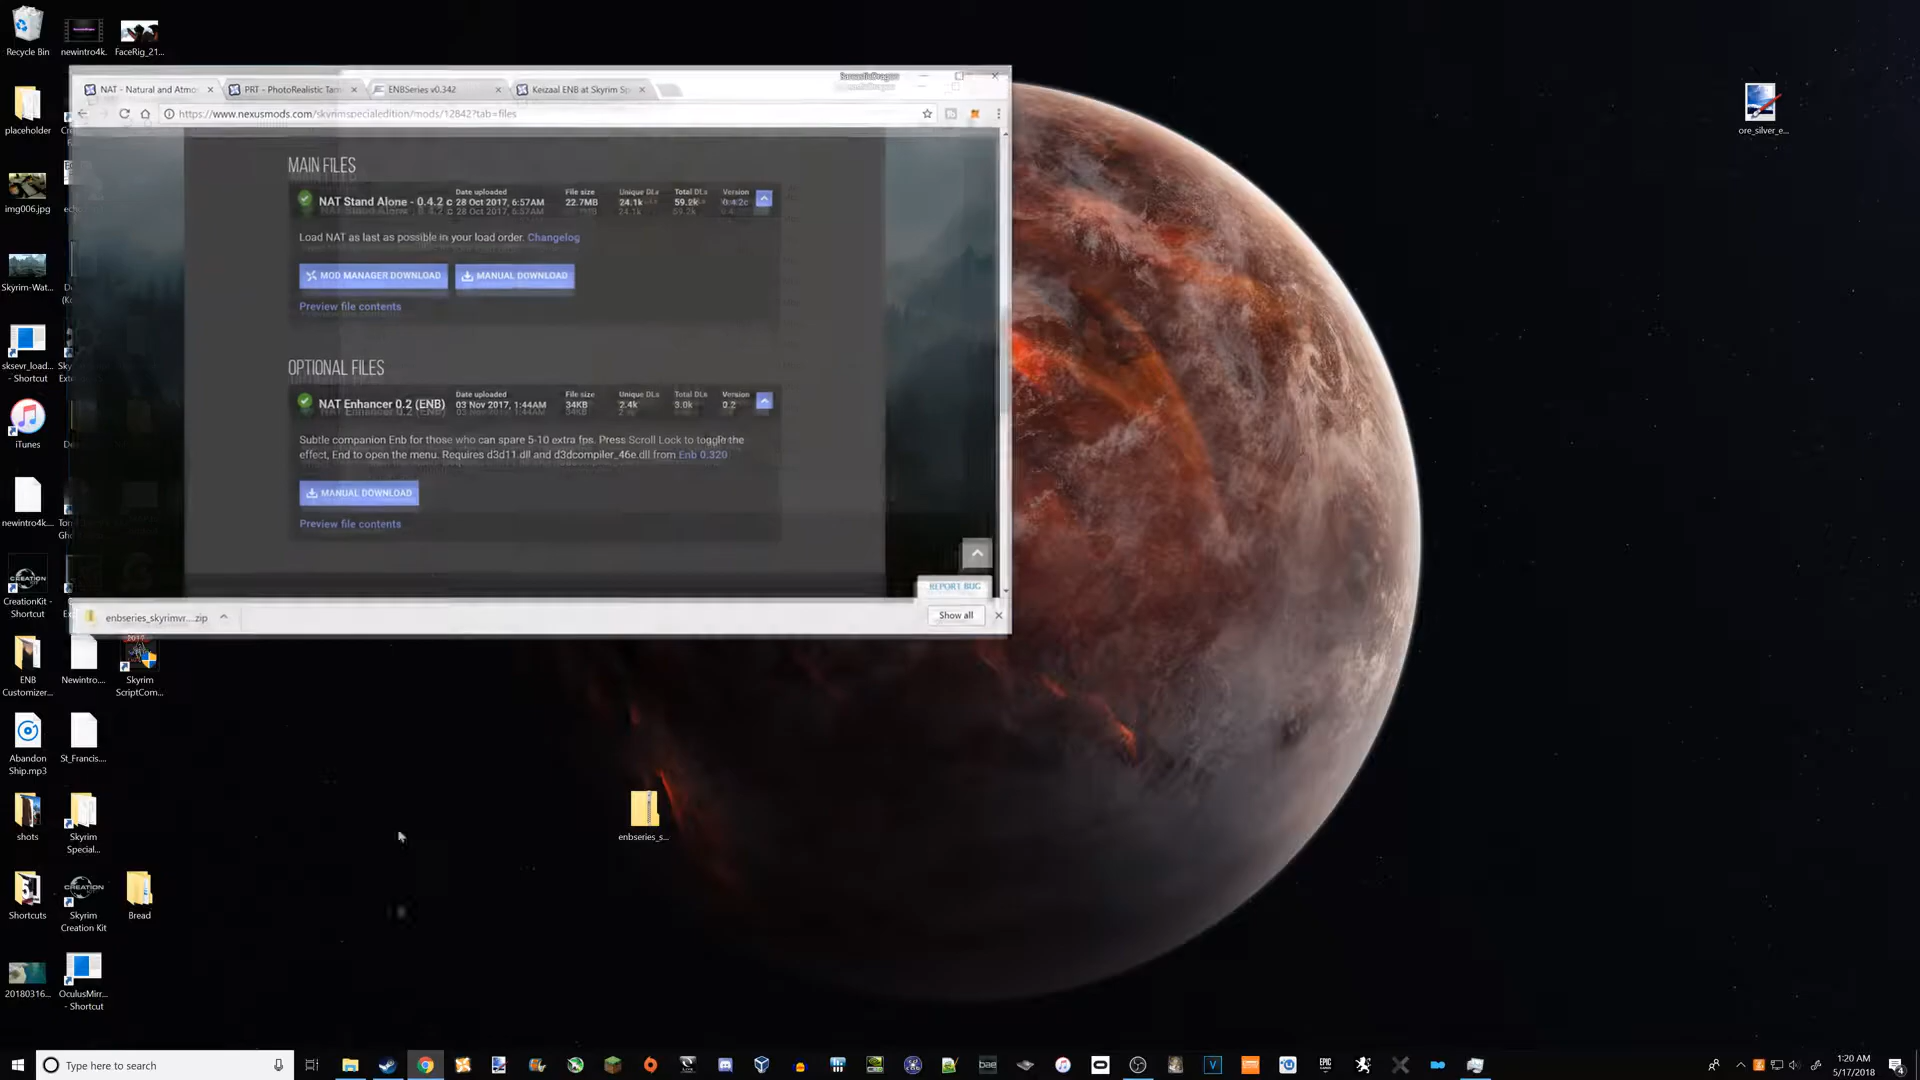 Recycle Bin
newintro4k.
FaceRig_21...
placeholder
img006.jpg
Skyrim-Wat...
sksevr_load...
- Shortcut
iTunes
newintro4k...
CREATION
CreationKit -
Shortcut
ENB
Customizer...
Newintro....
Skyrim
ScriptCom...
Abandon
Ship.mp3
St_Francis....
shots
Skyrim
Special...
Shortcuts
Skyrim
Creation Kit
Bread
20180316...
OculusMirr...
- Shortcut
ore_silver_e...
enbseries_s...
NAT - Natural and Atmo
PRT - PhotoRealistic Tam
ENBSeries v0.342
Keizaal ENB at Skyrim Sp
SarcasticDragon
https://www.nexusmods.com/skyrimspecialedition/mods/12842?tab=files
MAIN FILES
Date uploaded File size Unique DLs Total DLs Version
NAT Stand Alone - 0.4.2 c 28 Oct 2017, 6:57AM 22.7MB 24.1k 59.2k 0.4.2c
Load NAT as last as possible in your load order. Changelog
MOD MANAGER DOWNLOAD MANUAL DOWNLOAD
Preview file contents
OPTIONAL FILES
Date uploaded File size Unique DLs Total DLs Version
NAT Enhancer 0.2 (ENB) 03 Nov 2017, 1:44AM 34KB 2.4k 3.0k 0.2
Subtle companion Enb for those who can spare 5-10 extra fps. Press Scroll Lock to toggle the
effect, End to open the menu. Requires d3d11.dll and d3dcompiler_46e.dll from Enb 0.320
MANUAL DOWNLOAD
Preview file contents
REPORT BUG
enbseries_skyrimvr....zip
Show all
Type here to search
bae
EPIC
1:20 AM
5/17/2018
4